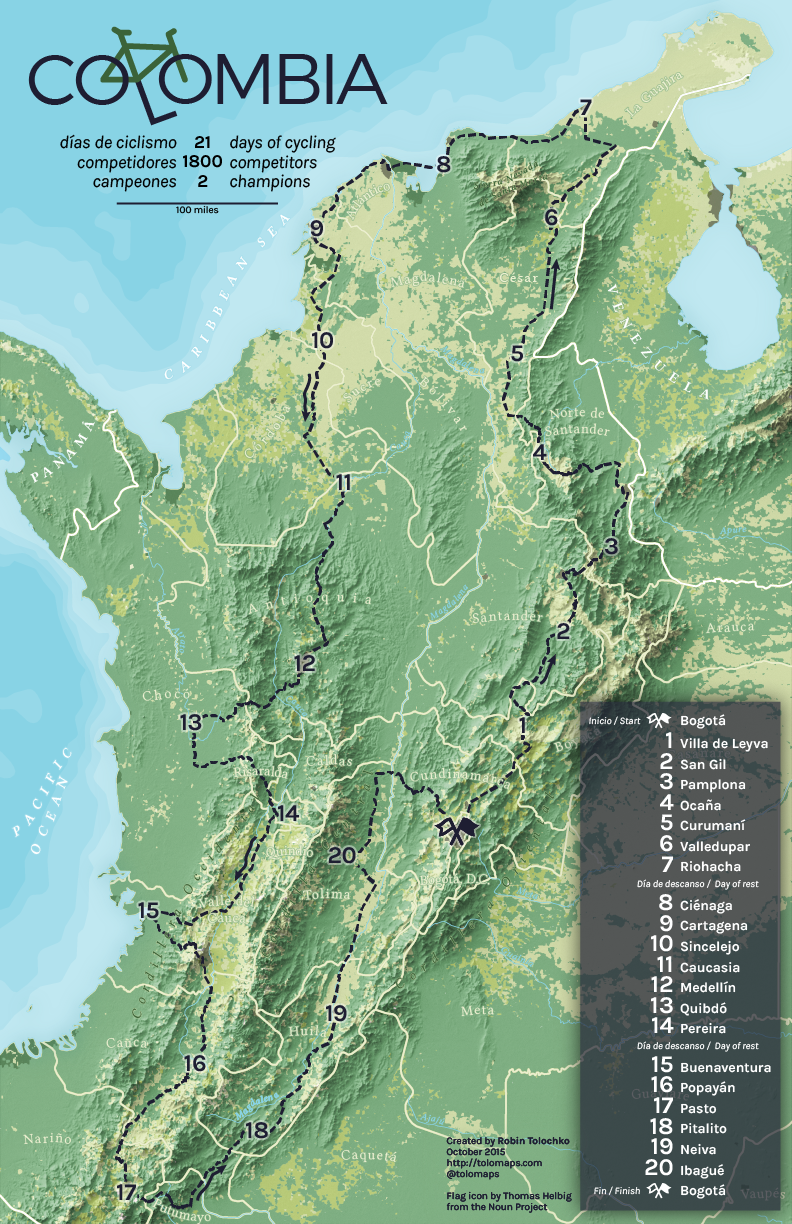 COLOMBIA
días de ciclismo 21 days of cycling
competidores 1800 competitors
campeones 2 champions
100 miles
7
la Guajira
8
Atlántico
9
6
CARIBBEAN SEA
Magdalena
César
VENEZUELA
10
5
Norte de
Santander
4
PANAMÁ
11
3
Apure
Antioquia
Magdalena
Santander
2
Arauca
12
Chocó
13
1
Risaralda
Caldas
Cundinamarca
PACIFIC
OCEAN
14
Quindío
20
Bogotá DC
Tolima
15
Valle del
Cauca
Meta
19
Huila
Cauca
16
Magdalena
18
Nariño
Caquetá
17
Putumayo
Vaupés
Inicio / Start Bogotá
1 Villa de Leyva
2 San Gil
3 Pamplona
4 Ocaña
5 Curumaní
6 Valledupar
7 Riohacha
Día de descanso / Day of rest
8 Ciénaga
9 Cartagena
10 Sincelejo
11 Caucasia
12 Medellín
13 Quibdó
14 Pereira
Día de descanso / Day of rest
15 Buenaventura
16 Popayán
17 Pasto
18 Pitalito
19 Neiva
20 Ibagué
Fin / Finish Bogotá
Created by Robin Tolochko
October 2015
http://tolomaps.com
@tolomaps
Flag icon by Thomas Helbig
from the Noun Project